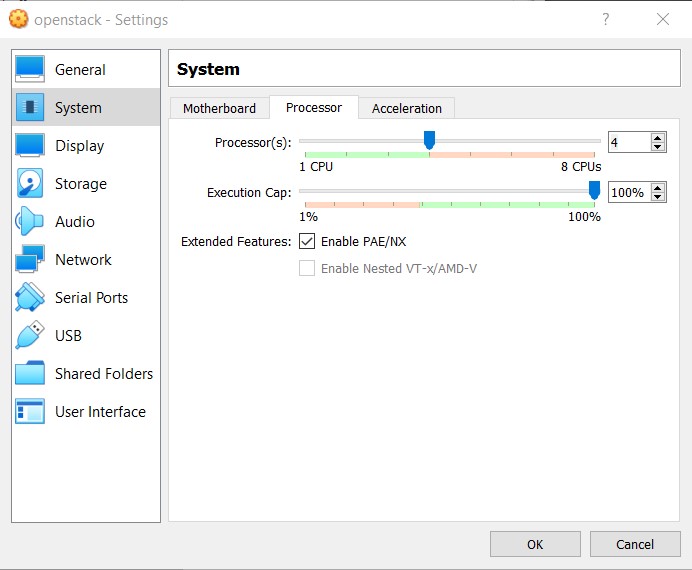 openstack - Settings
?
General
System
Display
Storage
Audio
Network
Serial Ports
USB
Shared Folders
User Interface
System
Motherboard
Processor
Acceleration
Processor(s):
4
1 CPU
8 CPUs
Execution Cap:
100%
1%
100%
Extended Features:
Enable PAE/NX
Enable Nested VT-x/AMD-V
OK
Cancel